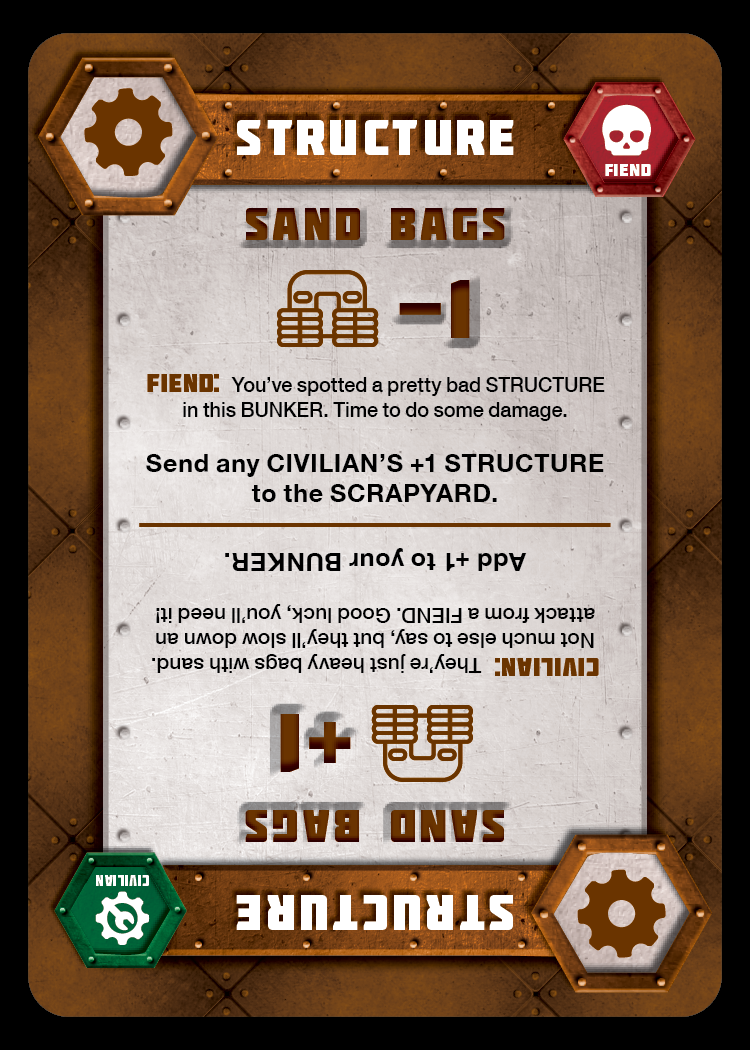 STRUCTURE
FIEND
SAND BAGS
-1
FIEND: You've spotted a pretty bad STRUCTURE
in this BUNKER. Time to do some damage.
Send any CIVILIAN'S +1 STRUCTURE
to the SCRAPYARD.
STRUCTURE
CIVILIAN
SAND BAGS
+1
CIVILIAN: They're just heavy bags with sand.
Not much else to say, but they'll slow down an
attack from a FIEND. Good luck, you'll need it!
Add +1 to your BUNKER.